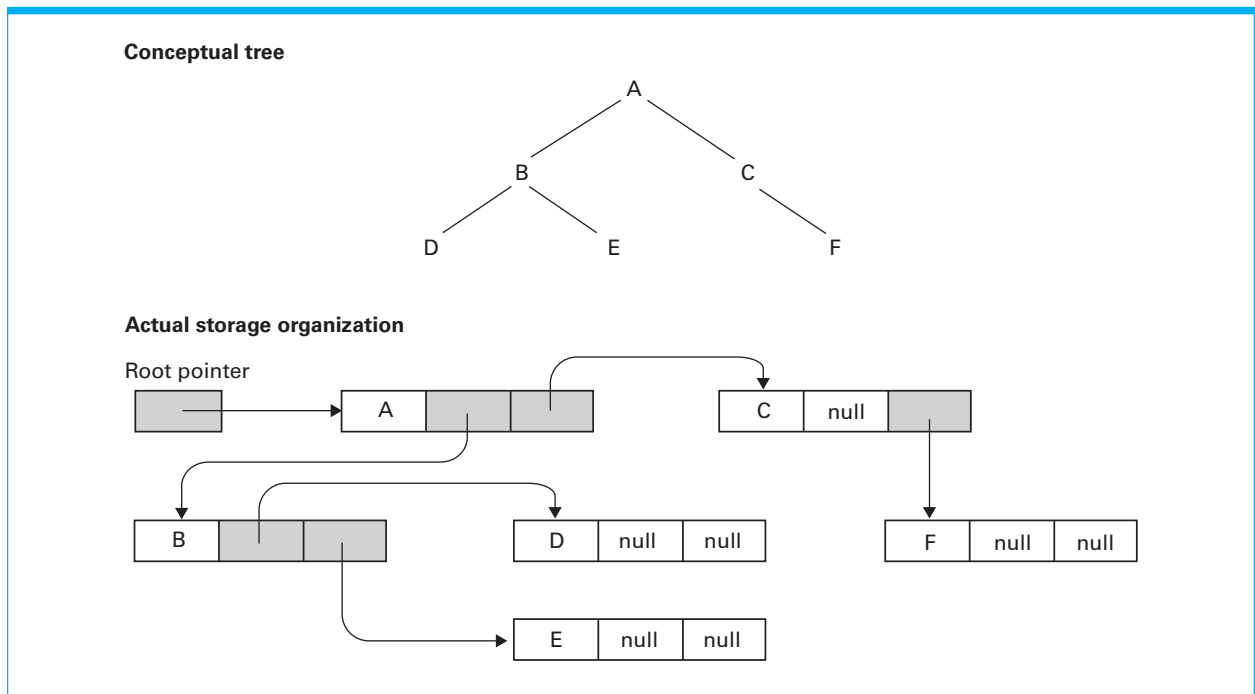 Conceptual tree
A
B C
D E F
Actual storage organization
Root pointer
A C null
B D null null F null null
E null null